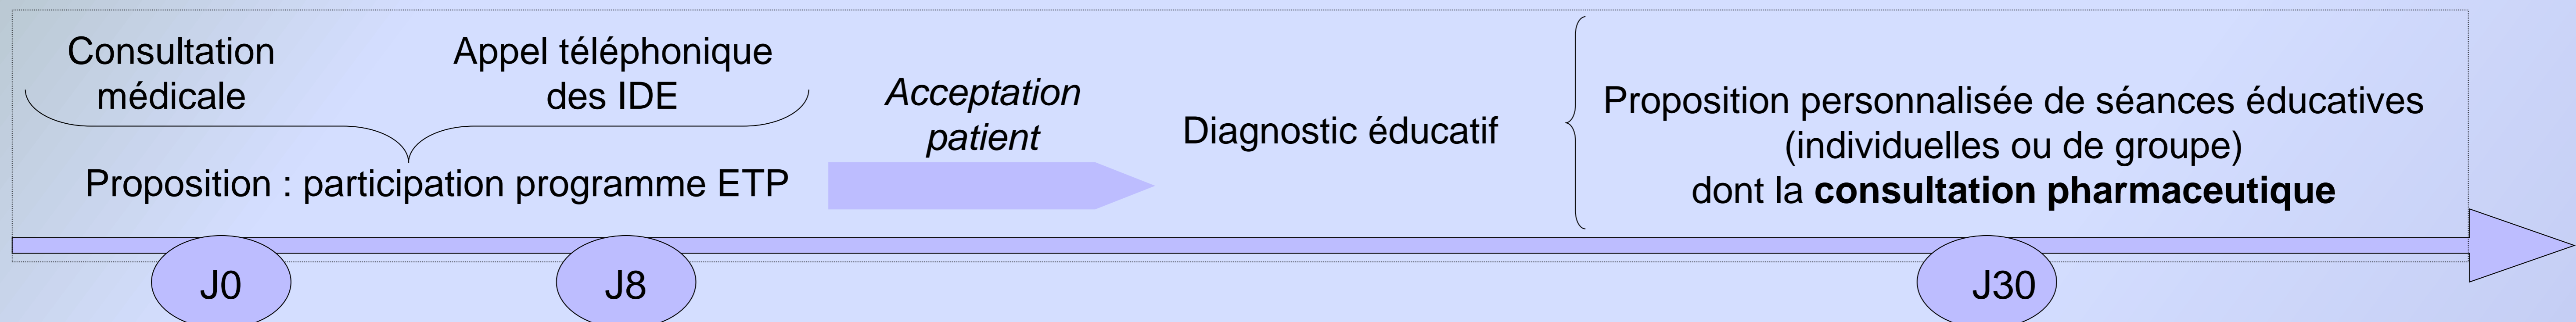 Consultation
médicale
Appel téléphonique
des IDE
Proposition : participation programme ETP
Acceptation
patient
Diagnostic éducatif
Proposition personnalisée de séances éducatives
(individuelles ou de groupe)
dont la consultation pharmaceutique
J0
J8
J30